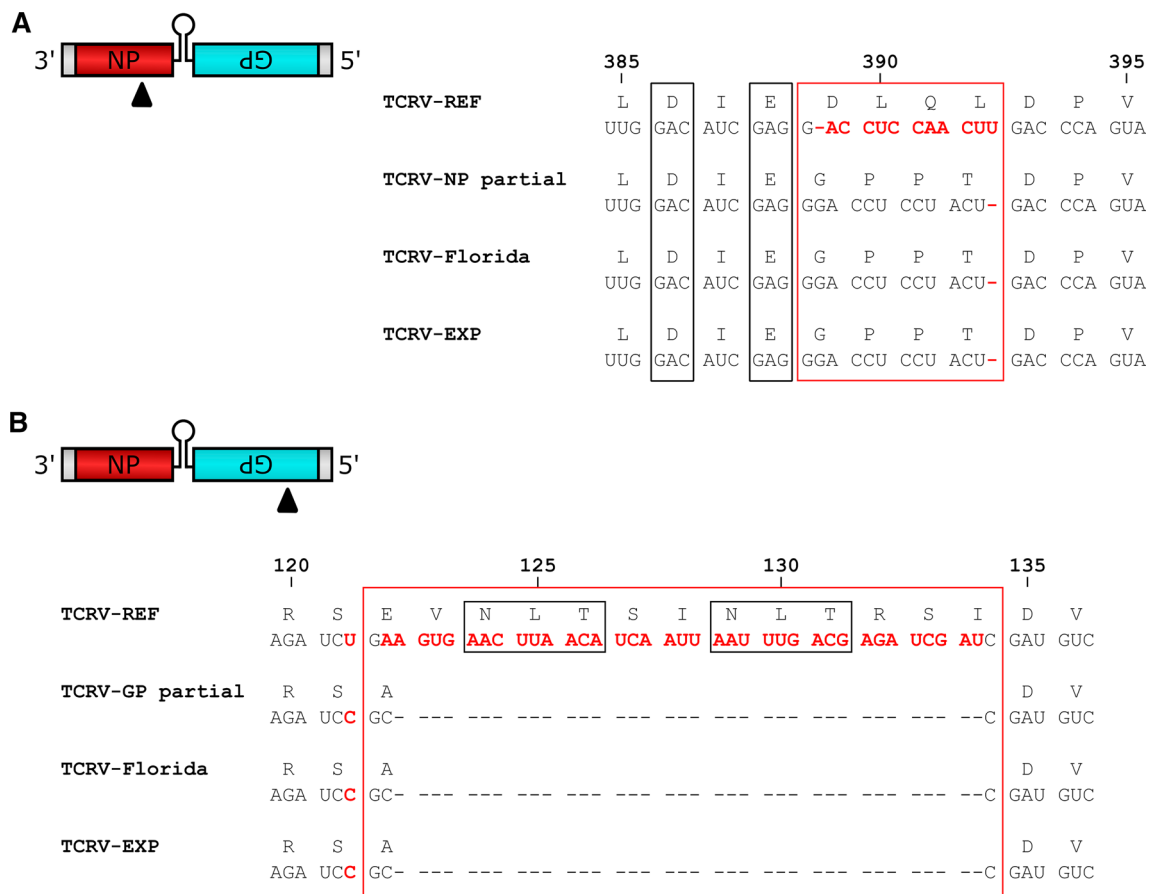 A
3' NP GP 5'
385 390 395
TCRV-REF L D I E D L Q L D P V
UUG GAC AUC GAG G-AC CUC CAA CUU GAC CCA GUA
TCRV-NP partial L D I E G P P T D P V
UUG GAC AUC GAG GGA CCU CCU ACU- GAC CCA GUA
TCRV-Florida L D I E G P P T D P V
UUG GAC AUC GAG GGA CCU CCU ACU- GAC CCA GUA
TCRV-EXP L D I E G P P T D P V
UUG GAC AUC GAG GGA CCU CCU ACU- GAC CCA GUA
B
3' NP GP 5'
120 125 130 135
TCRV-REF R S E V N L T S I N L T R S I D V
AGA UCU GAA GUG AAC UUA ACA UCA AUU AAU UUG ACG AGA UCG AUC GAU GUC
TCRV-GP partial R S A D V
AGA UCC GC- --- --- --- --- --- --- --- --- --- --- --- --C GAU GUC
TCRV-Florida R S A D V
AGA UCC GC- --- --- --- --- --- --- --- --- --- --- --- --C GAU GUC
TCRV-EXP R S A D V
AGA UCC GC- --- --- --- --- --- --- --- --- --- --- --- --C GAU GUC